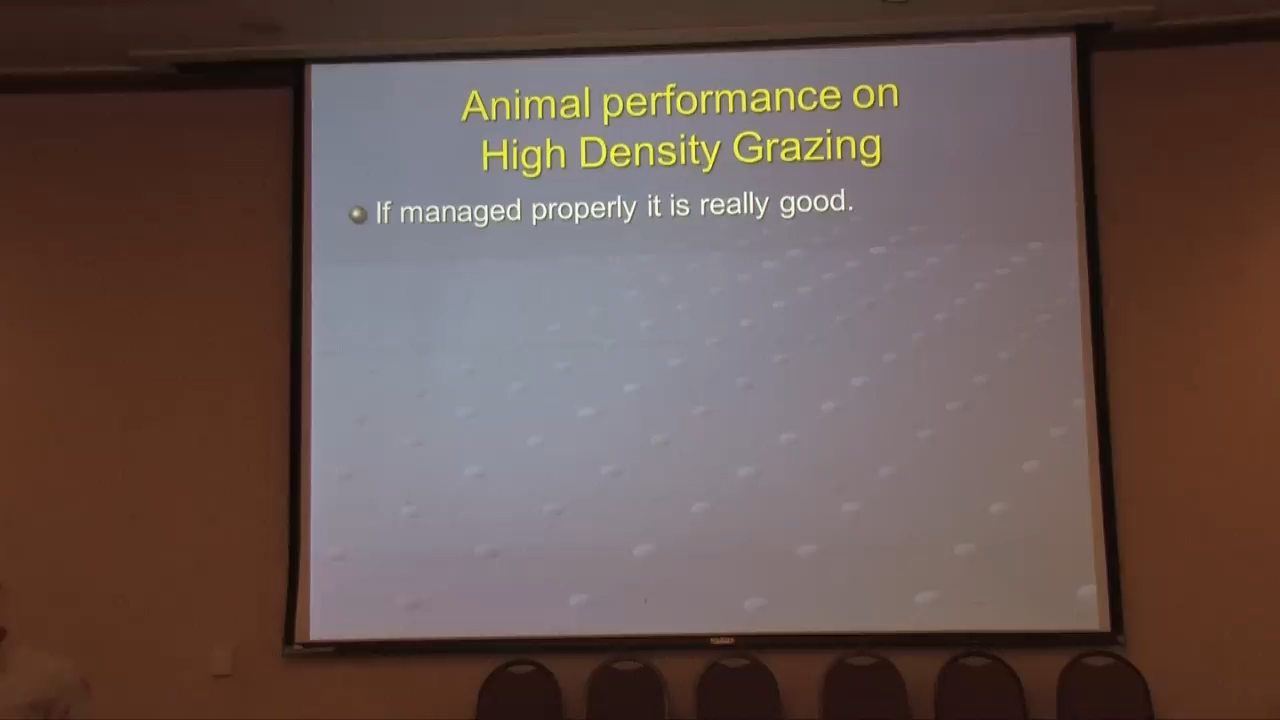 Animal performance on
High Density Grazing
If managed properly it is really good.